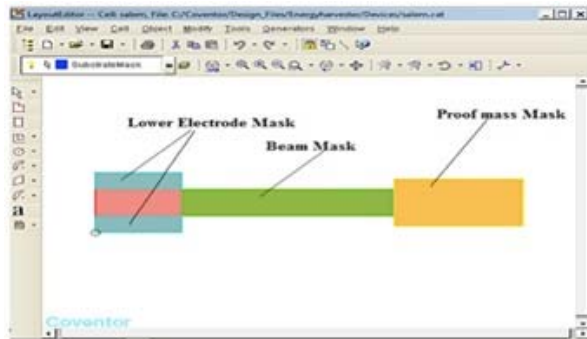 LayoutEditor -- Cell: salem, File: C:/Coventor/Design_Files/Energyharvester/Devices/salem.cat
File Edit View Cell Object Modify Tools Generators Window Help
SubstrateMask
Lower Electrode Mask
Proof mass Mask
Beam Mask
a
Coventor